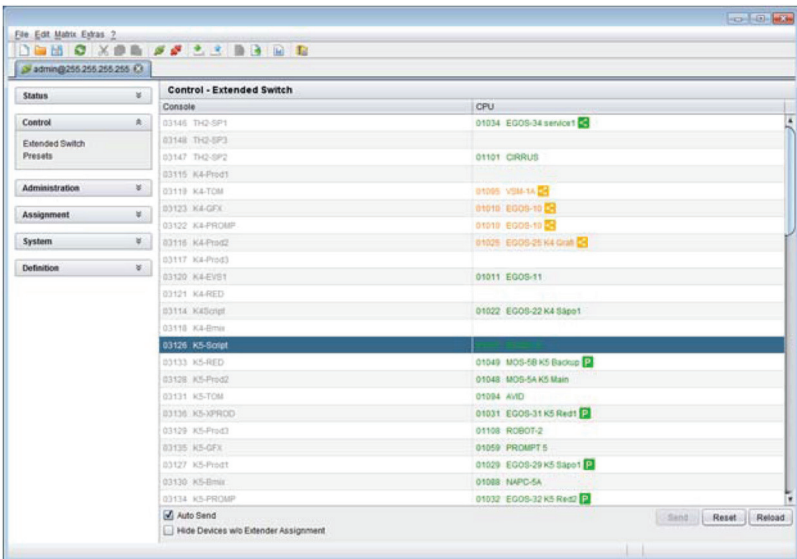 File Edit Matrix Extras ?
admin@255.255.255.255
Status
Control
Extended Switch
Presets
Administration
Assignment
System
Definition
Control - Extended Switch
Console CPU
03146 TH2-SP1 01034 EGOS-34 service1
03148 TH2-SP3
03147 TH2-SP2 01101 CIRRUS
03115 K4-Prod1
03119 K4-TOM 01095 VSM-1A
03123 K4-GFX 01010 EGOS-10
03122 K4-PROMP 01010 EGOS-10
03116 K4-Prod2 01025 EGOS-25 K4 Graf1
03117 K4-Prod3
03120 K4-EVS1 01011 EGOS-11
03121 K4-RED
03114 K4Script 01022 EGOS-22 K4 Såpo1
03118 K4-Bmix
03126 K5-Script
03133 K5-RED 01049 MOS-5B K5 Backup P
03128 K5-Prod2 01048 MOS-5A K5 Main
03131 K5-TOM 01094 AVID
03136 K5-XPROD 01031 EGOS-31 K5 Red1 P
03129 K5-Prod3 01108 ROBOT-2
03135 K5-GFX 01059 PROMPT 5
03127 K5-Prod1 01029 EGOS-29 K5 Såpo1 P
03130 K5-Bmix 01088 NAPC-5A
03134 K5-PROMP 01032 EGOS-32 K5 Red2 P
Auto Send
Hide Devices w/o Extender Assignment
Send Reset Reload